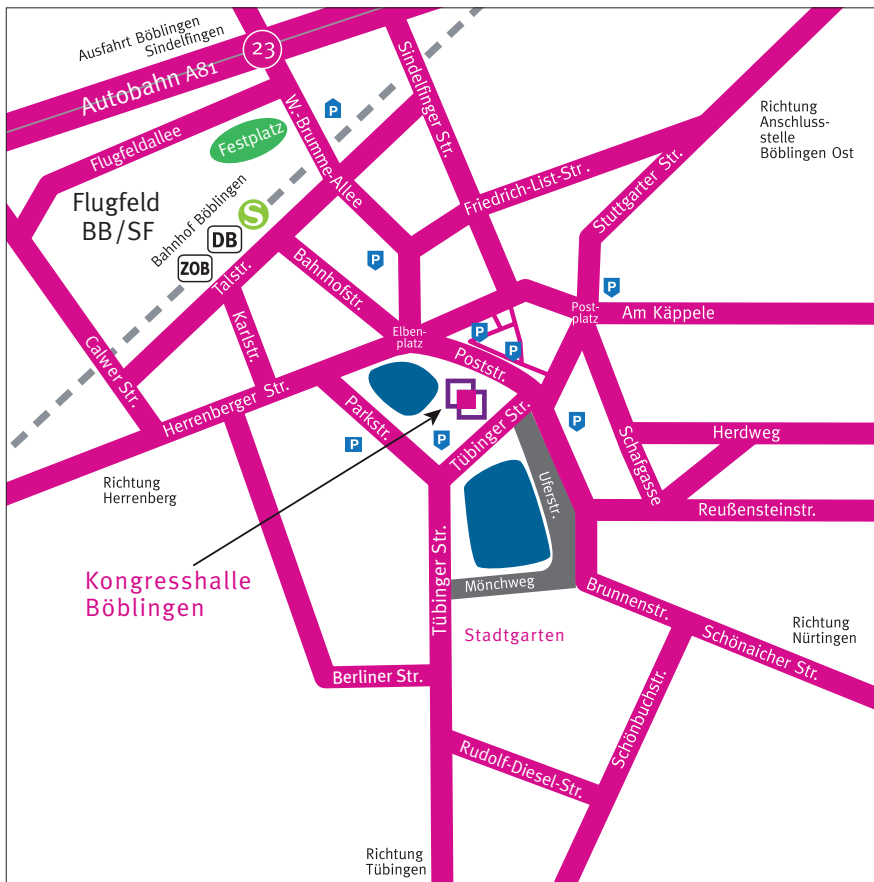 Ausfahrt Böblingen
Sindelfingen
23
Autobahn A81
Sindelfinger Str.
P
W.-Brumme-Allee
Richtung
Anschluss-
stelle
Böblingen Ost
Flugfeldallee
Festplatz
Friedrich-List-Str.
Stuttgarter Str.
Flugfeld
BB/SF
Bahnhof Böblingen
S
DB
ZOB
Talstr.
Bahnhofstr.
P
P
Karlstr.
Elben-
platz
Post-
platz
Am Käppele
P
P
Poststr.
Calwer Str.
Herrenberger Str.
Parkstr.
P
P
Tübinger Str.
P
Schafgasse
Herdweg
Richtung
Herrenberg
Uferstr.
Reußensteinstr.
Kongresshalle
Böblingen
Tübinger Str.
Mönchweg
Brunnenstr.
Stadtgarten
Schönaicher Str.
Richtung
Nürtingen
Berliner Str.
Schönbuchstr.
Rudolf-Diesel-Str.
Richtung
Tübingen